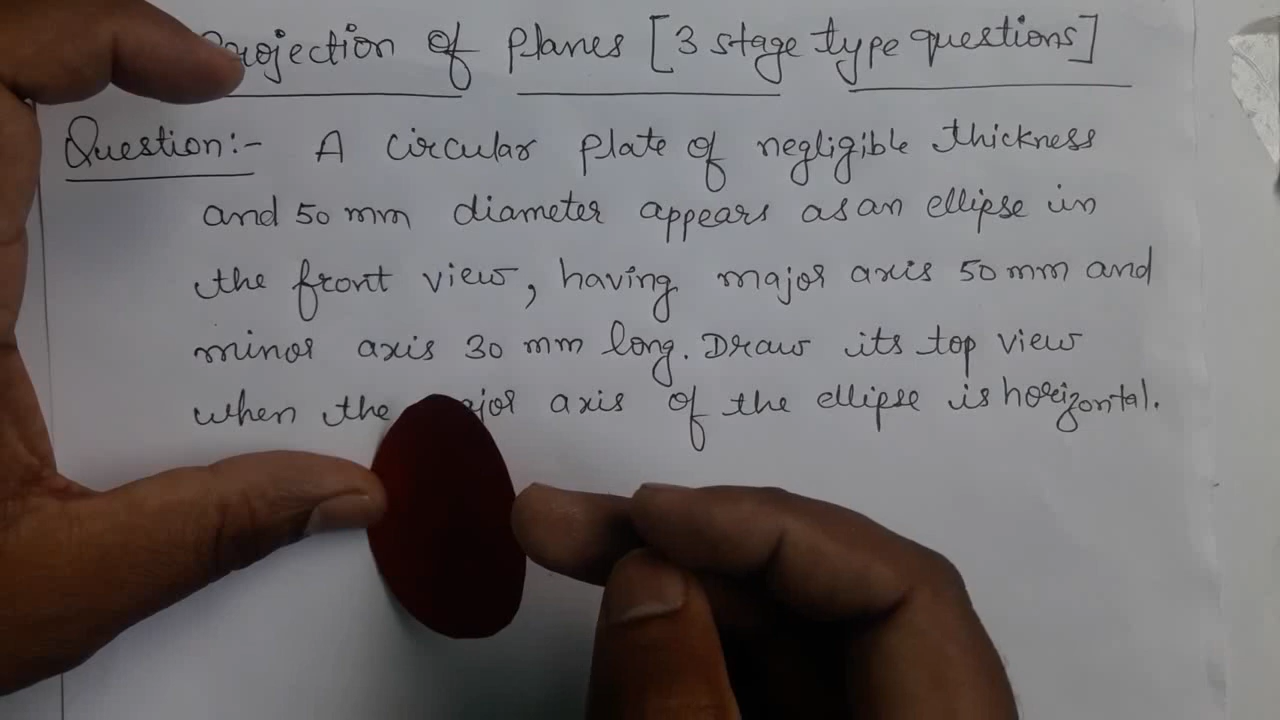 Projection of Planes [3 stage type questions]
Question:- A circular plate of negligible thickness
and 50 mm diameter appears as an ellipse in
the front view, having major axis 50 mm and
minor axis 30 mm long. Draw its top view
when the major axis of the ellipse is horizontal.